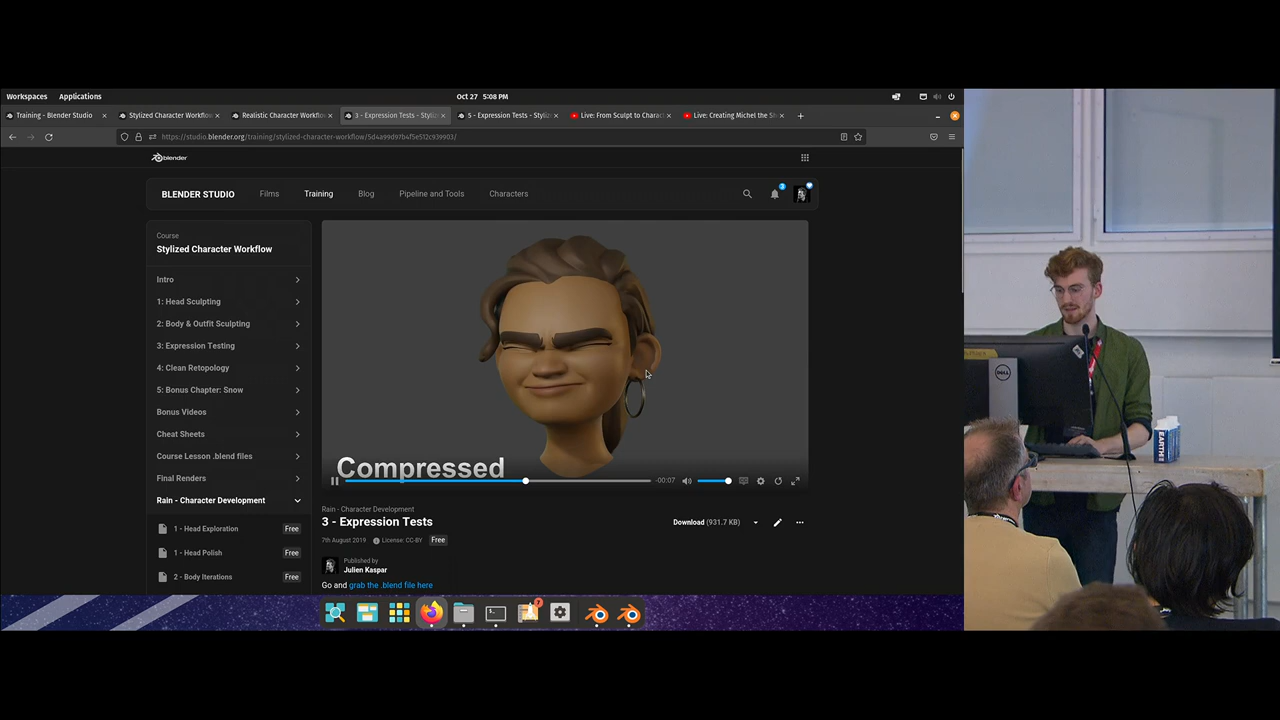 Workspaces Applications Oct 27 5:08 PM
Training - Blender Studio
Stylized Character Workflow
Realistic Character Workflow
3 - Expression Tests - Styliz
5 - Expression Tests - Styliz
Live: From Sculpt to Charac
Live: Creating Michel the Sh
https://studio.blender.org/training/stylized-character-workflow/5d4a99d97b4f5e512c939903/
blender
BLENDER STUDIO Films Training Blog Pipeline and Tools Characters
Course
Stylized Character Workflow
Intro
1: Head Sculpting
2: Body & Outfit Sculpting
3: Expression Testing
4: Clean Retopology
5: Bonus Chapter: Snow
Bonus Videos
Cheat Sheets
Course Lesson .blend files
Final Renders
Rain - Character Development
1 - Head Exploration Free
1 - Head Polish Free
2 - Body Iterations Free
Compressed
-00:07
Rain - Character Development
3 - Expression Tests
Download (931.7 KB)
7th August 2019 License: CC-BY Free
Published by
Julien Kaspar
Go and grab the .blend file here
DELL
EARTH